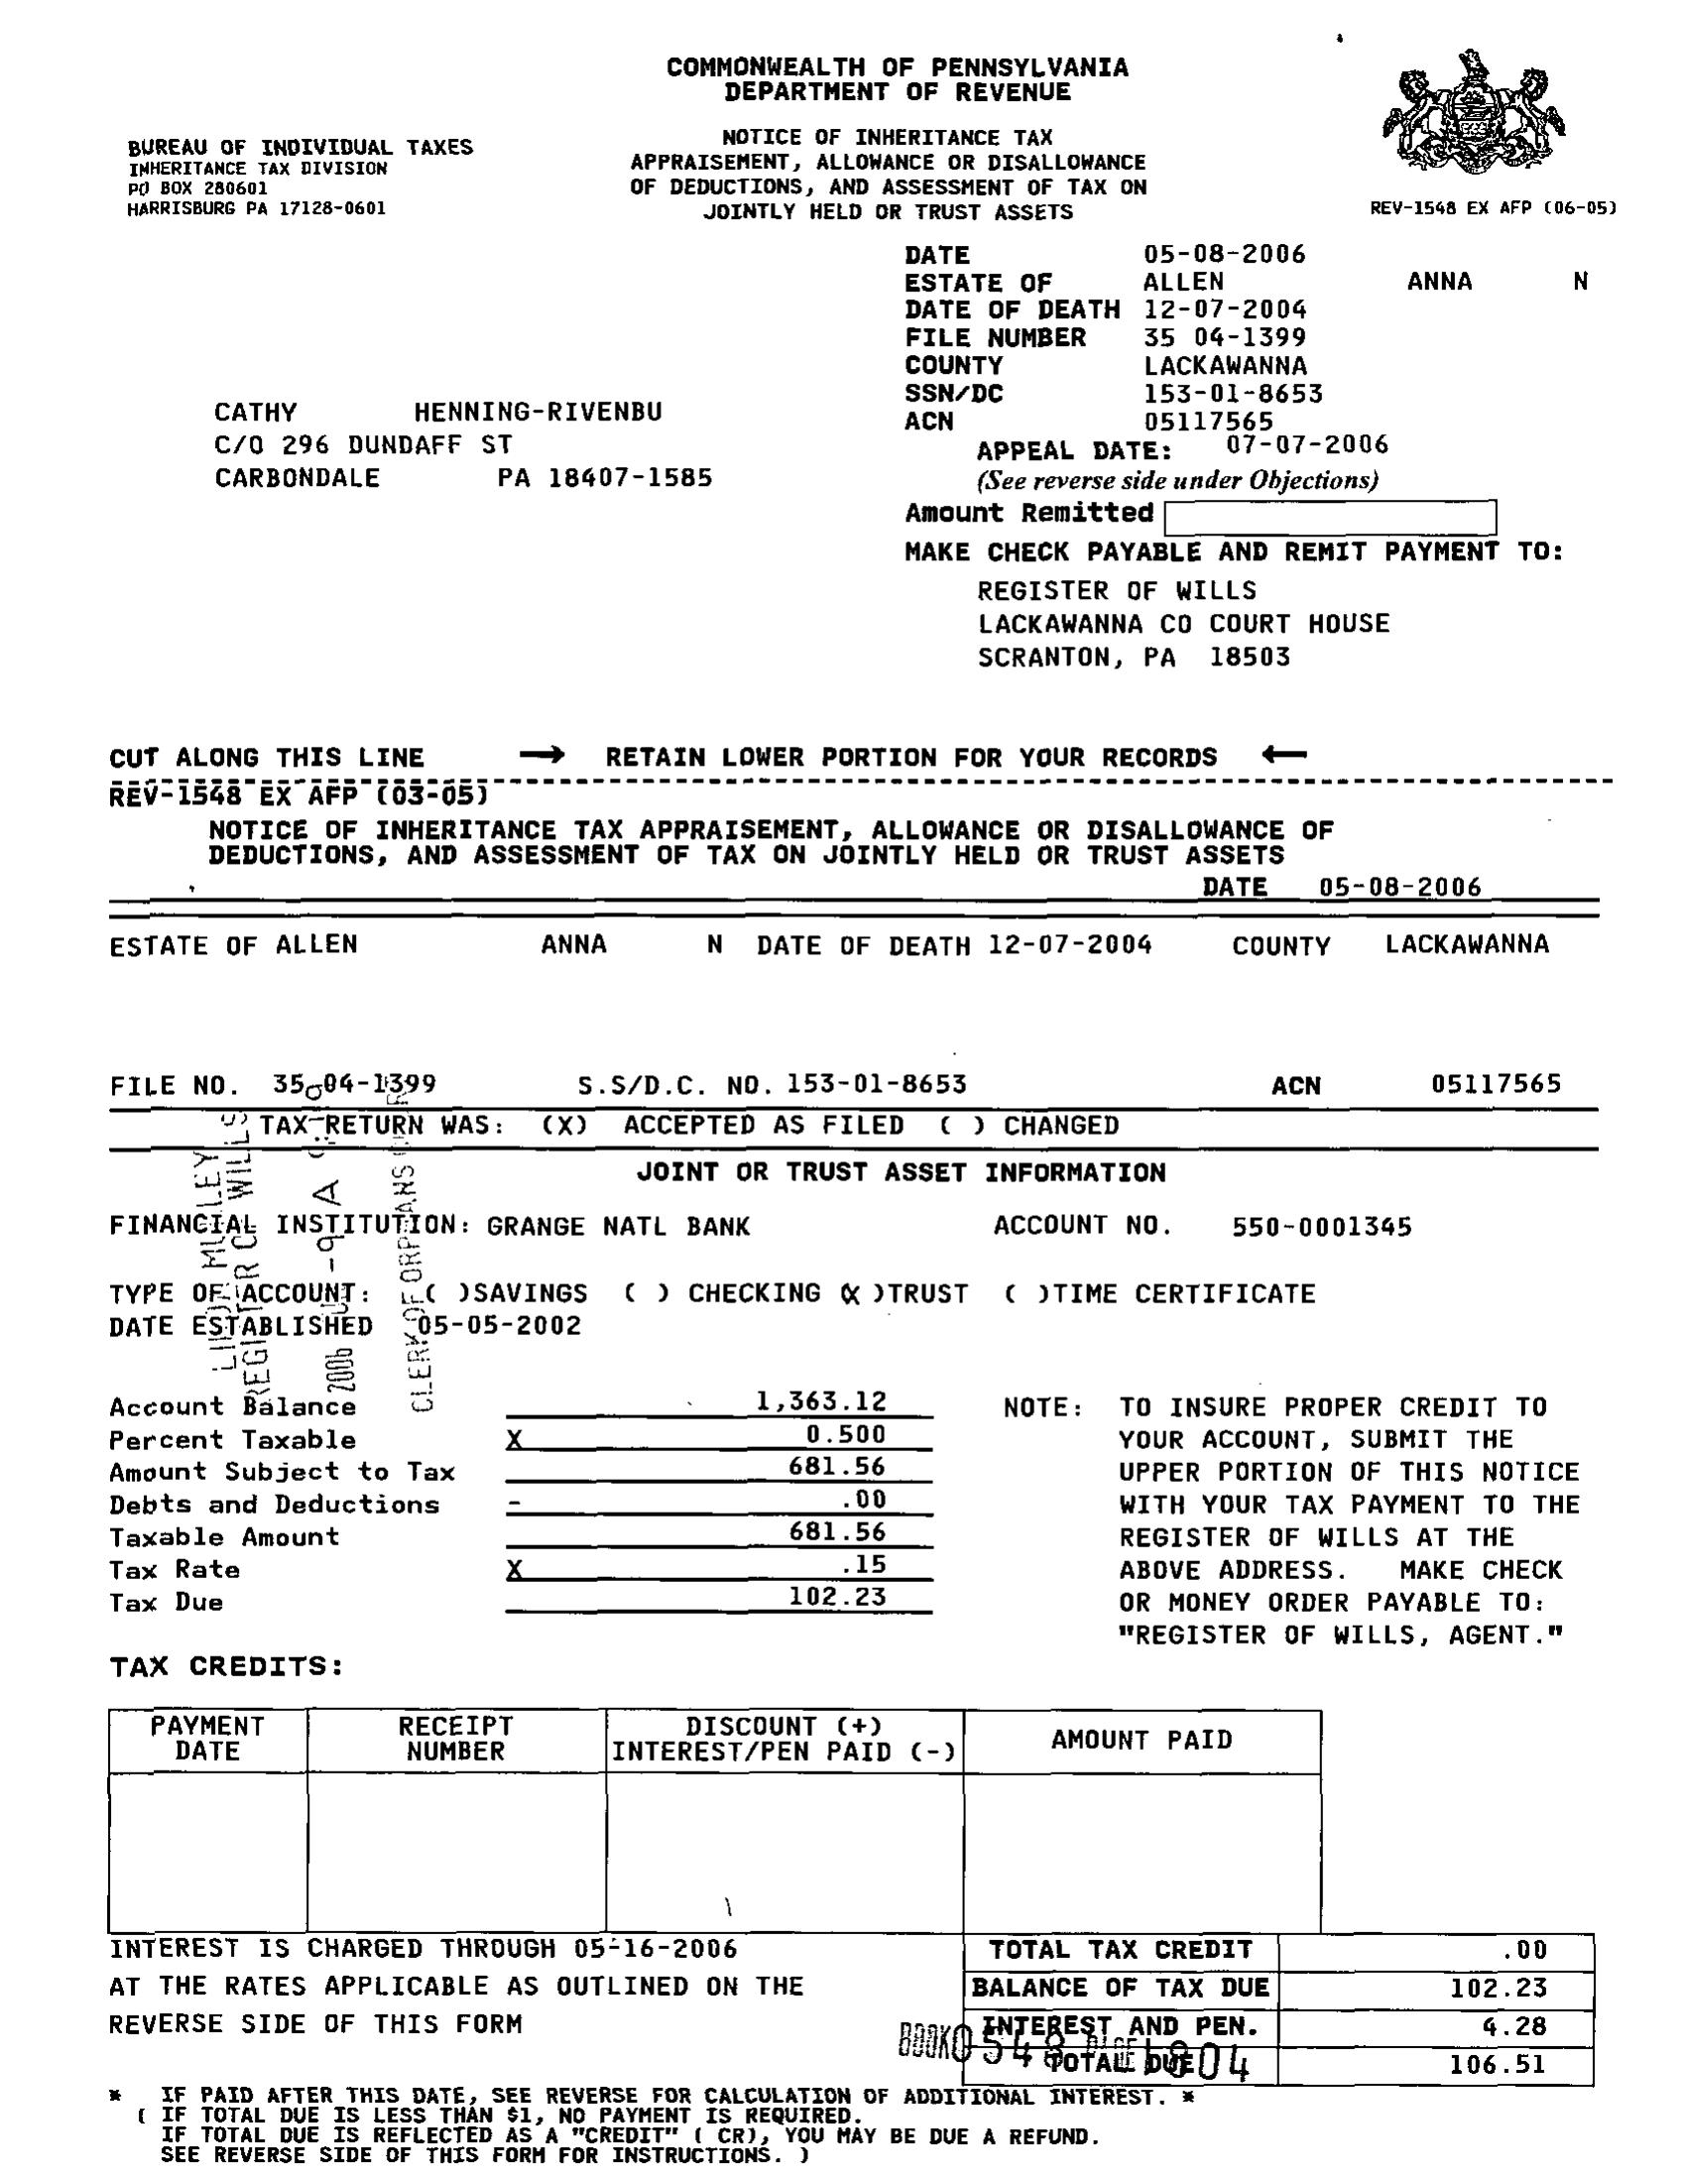 COMMONWEALTH OF PENNSYLVANIA
DEPARTMENT OF REVENUE
NOTICE OF INHERITANCE TAX
APPRAISEMENT, ALLOWANCE OR DISALLOWANCE
OF DEDUCTIONS, AND ASSESSMENT OF TAX ON
JOINTLY HELD OR TRUST ASSETS
BUREAU OF INDIVIDUAL TAXES
INHERITANCE TAX DIVISION
PO BOX 280601
HARRISBURG PA 17128-0601
REV-1548 EX AFP (06-05)
DATE 05-08-2006
ESTATE OF ALLEN ANNA N
DATE OF DEATH 12-07-2004
FILE NUMBER 35 04-1399
COUNTY LACKAWANNA
SSN/DC 153-01-8653
ACN 05117565
APPEAL DATE: 07-07-2006
(See reverse side under Objections)
CATHY HENNING-RIVENBU
C/O 296 DUNDAFF ST
CARBONDALE PA 18407-1585
Amount Remitted
MAKE CHECK PAYABLE AND REMIT PAYMENT TO:
REGISTER OF WILLS
LACKAWANNA CO COURT HOUSE
SCRANTON, PA 18503
CUT ALONG THIS LINE → RETAIN LOWER PORTION FOR YOUR RECORDS ←
REV-1548 EX AFP (03-05)
NOTICE OF INHERITANCE TAX APPRAISEMENT, ALLOWANCE OR DISALLOWANCE OF
DEDUCTIONS, AND ASSESSMENT OF TAX ON JOINTLY HELD OR TRUST ASSETS
DATE 05-08-2006
ESTATE OF ALLEN ANNA N DATE OF DEATH 12-07-2004 COUNTY LACKAWANNA
FILE NO. 35 04-1399 S.S/D.C. NO. 153-01-8653 ACN 05117565
TAX RETURN WAS: (X) ACCEPTED AS FILED ( ) CHANGED
JOINT OR TRUST ASSET INFORMATION
FINANCIAL INSTITUTION: GRANGE NATL BANK ACCOUNT NO. 550-0001345
TYPE OF ACCOUNT: ( )SAVINGS ( ) CHECKING (X )TRUST ( )TIME CERTIFICATE
DATE ESTABLISHED 05-05-2002
Account Balance 1,363.12
Percent Taxable X 0.500
Amount Subject to Tax 681.56
Debts and Deductions - .00
Taxable Amount 681.56
Tax Rate X .15
Tax Due 102.23
NOTE: TO INSURE PROPER CREDIT TO
YOUR ACCOUNT, SUBMIT THE
UPPER PORTION OF THIS NOTICE
WITH YOUR TAX PAYMENT TO THE
REGISTER OF WILLS AT THE
ABOVE ADDRESS. MAKE CHECK
OR MONEY ORDER PAYABLE TO:
"REGISTER OF WILLS, AGENT."
TAX CREDITS:
PAYMENT DATE
RECEIPT NUMBER
DISCOUNT (+)
INTEREST/PEN PAID (-)
AMOUNT PAID
INTEREST IS CHARGED THROUGH 05-16-2006
AT THE RATES APPLICABLE AS OUTLINED ON THE
REVERSE SIDE OF THIS FORM
TOTAL TAX CREDIT .00
BALANCE OF TAX DUE 102.23
INTEREST AND PEN. 4.28
TOTAL DUE 106.51
* IF PAID AFTER THIS DATE, SEE REVERSE FOR CALCULATION OF ADDITIONAL INTEREST. *
( IF TOTAL DUE IS LESS THAN $1, NO PAYMENT IS REQUIRED.
IF TOTAL DUE IS REFLECTED AS A "CREDIT" ( CR), YOU MAY BE DUE A REFUND.
SEE REVERSE SIDE OF THIS FORM FOR INSTRUCTIONS. )
REGISTER OF WILLS
CLERK OF ORPHANS